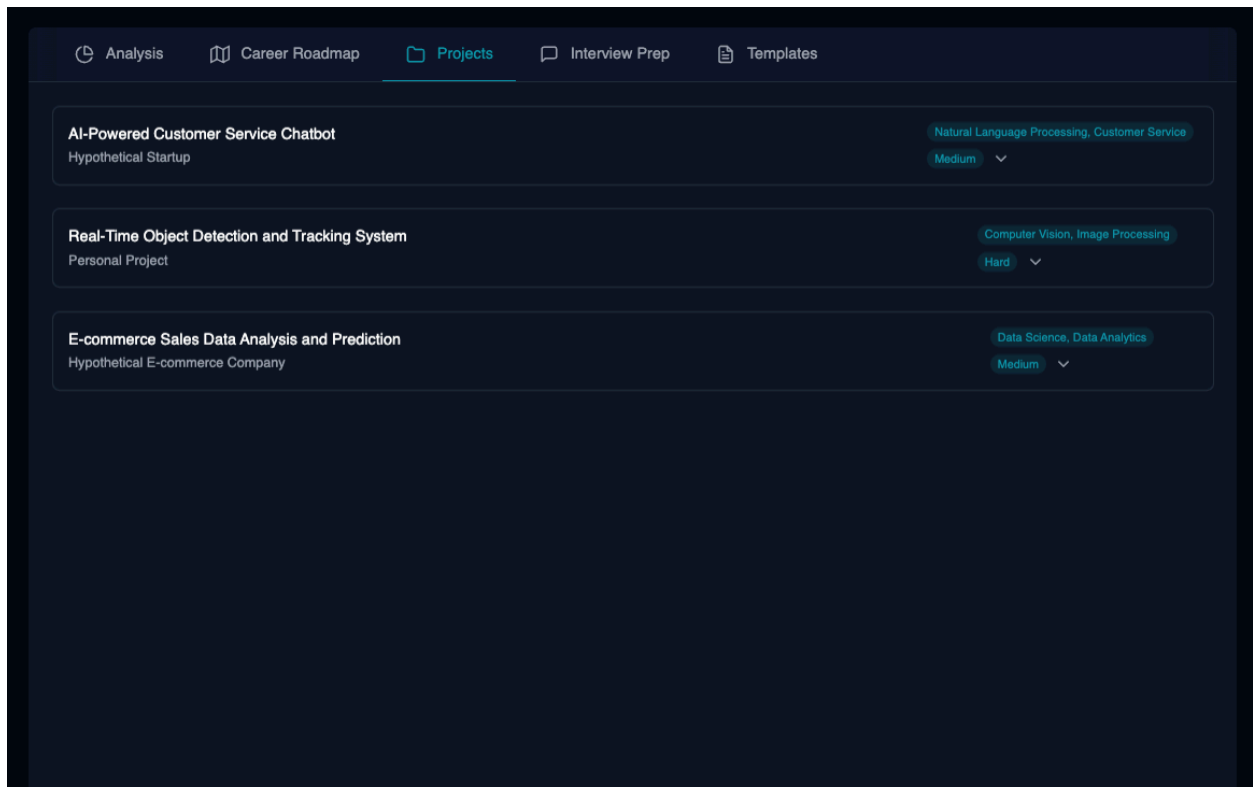 Analysis Career Roadmap Projects Interview Prep Templates
AI-Powered Customer Service Chatbot
Hypothetical Startup
Natural Language Processing, Customer Service
Medium
Real-Time Object Detection and Tracking System
Personal Project
Computer Vision, Image Processing
Hard
E-commerce Sales Data Analysis and Prediction
Hypothetical E-commerce Company
Data Science, Data Analytics
Medium